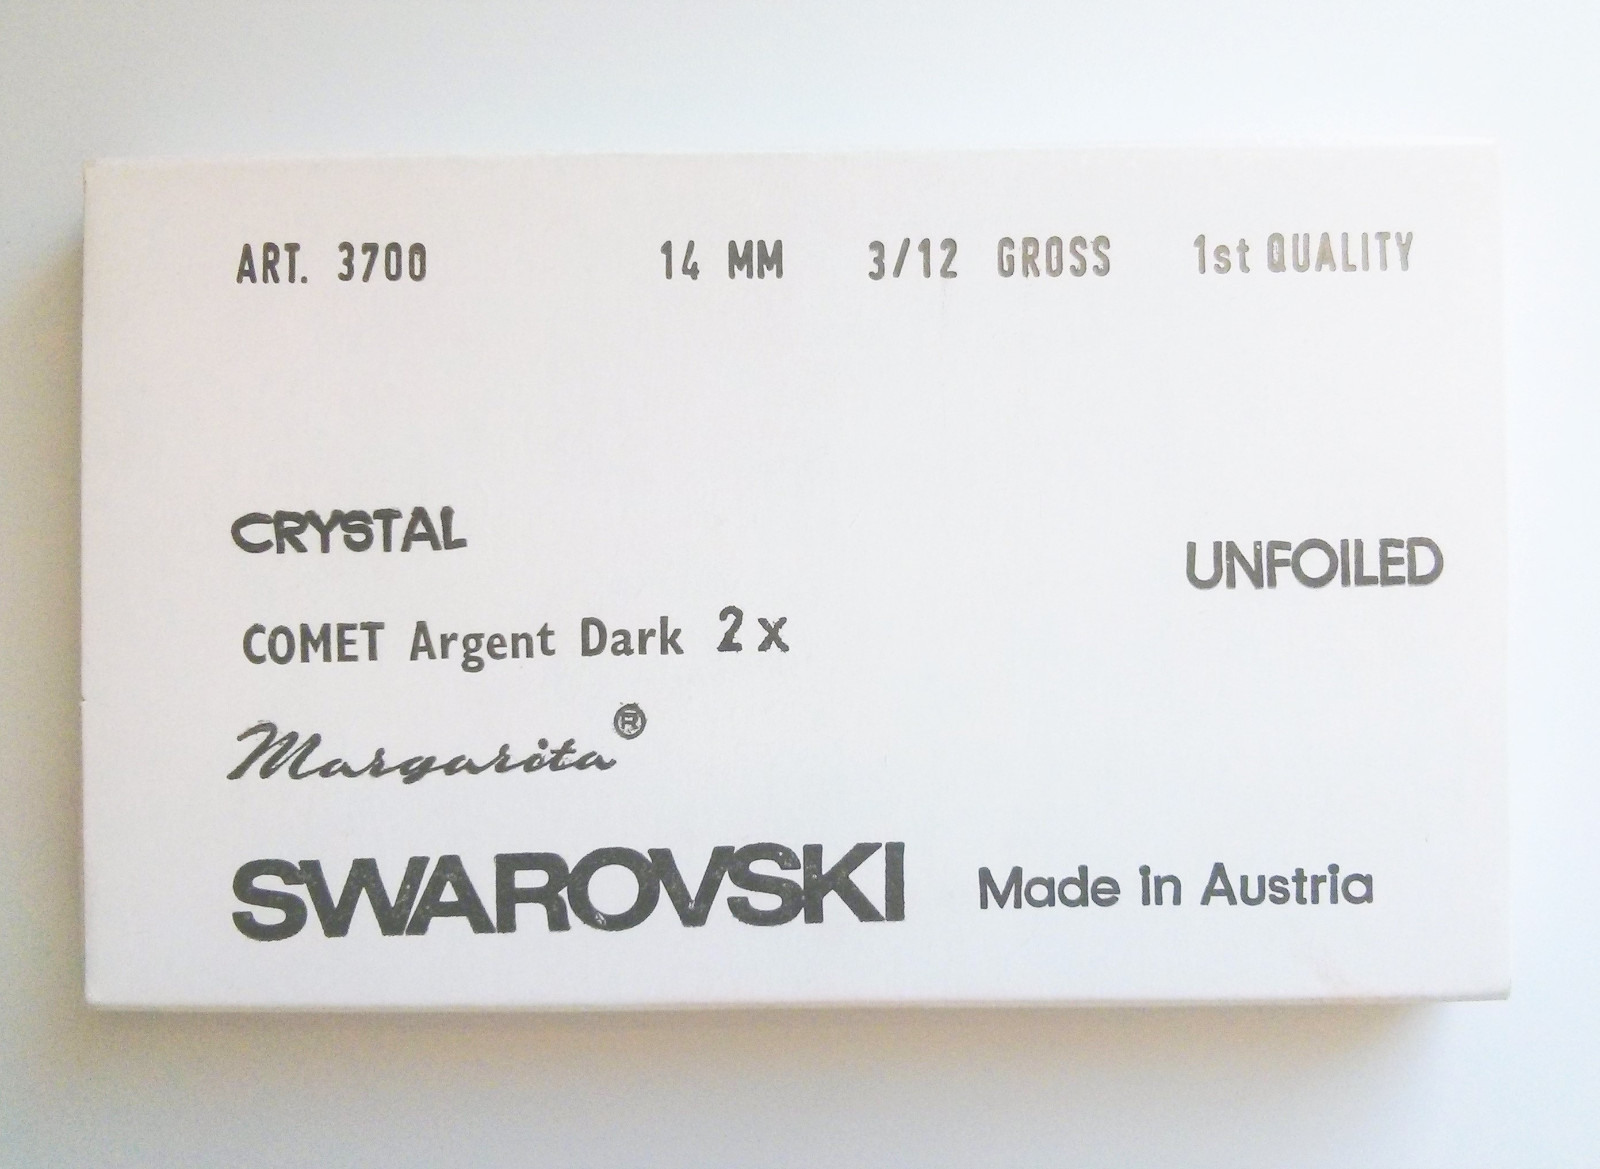 ART. 3700 14 MM 3/12 GROSS 1st QUALITY
CRYSTAL
UNFOILED
COMET Argent Dark 2x
Margarita®
SWAROVSKI Made in Austria